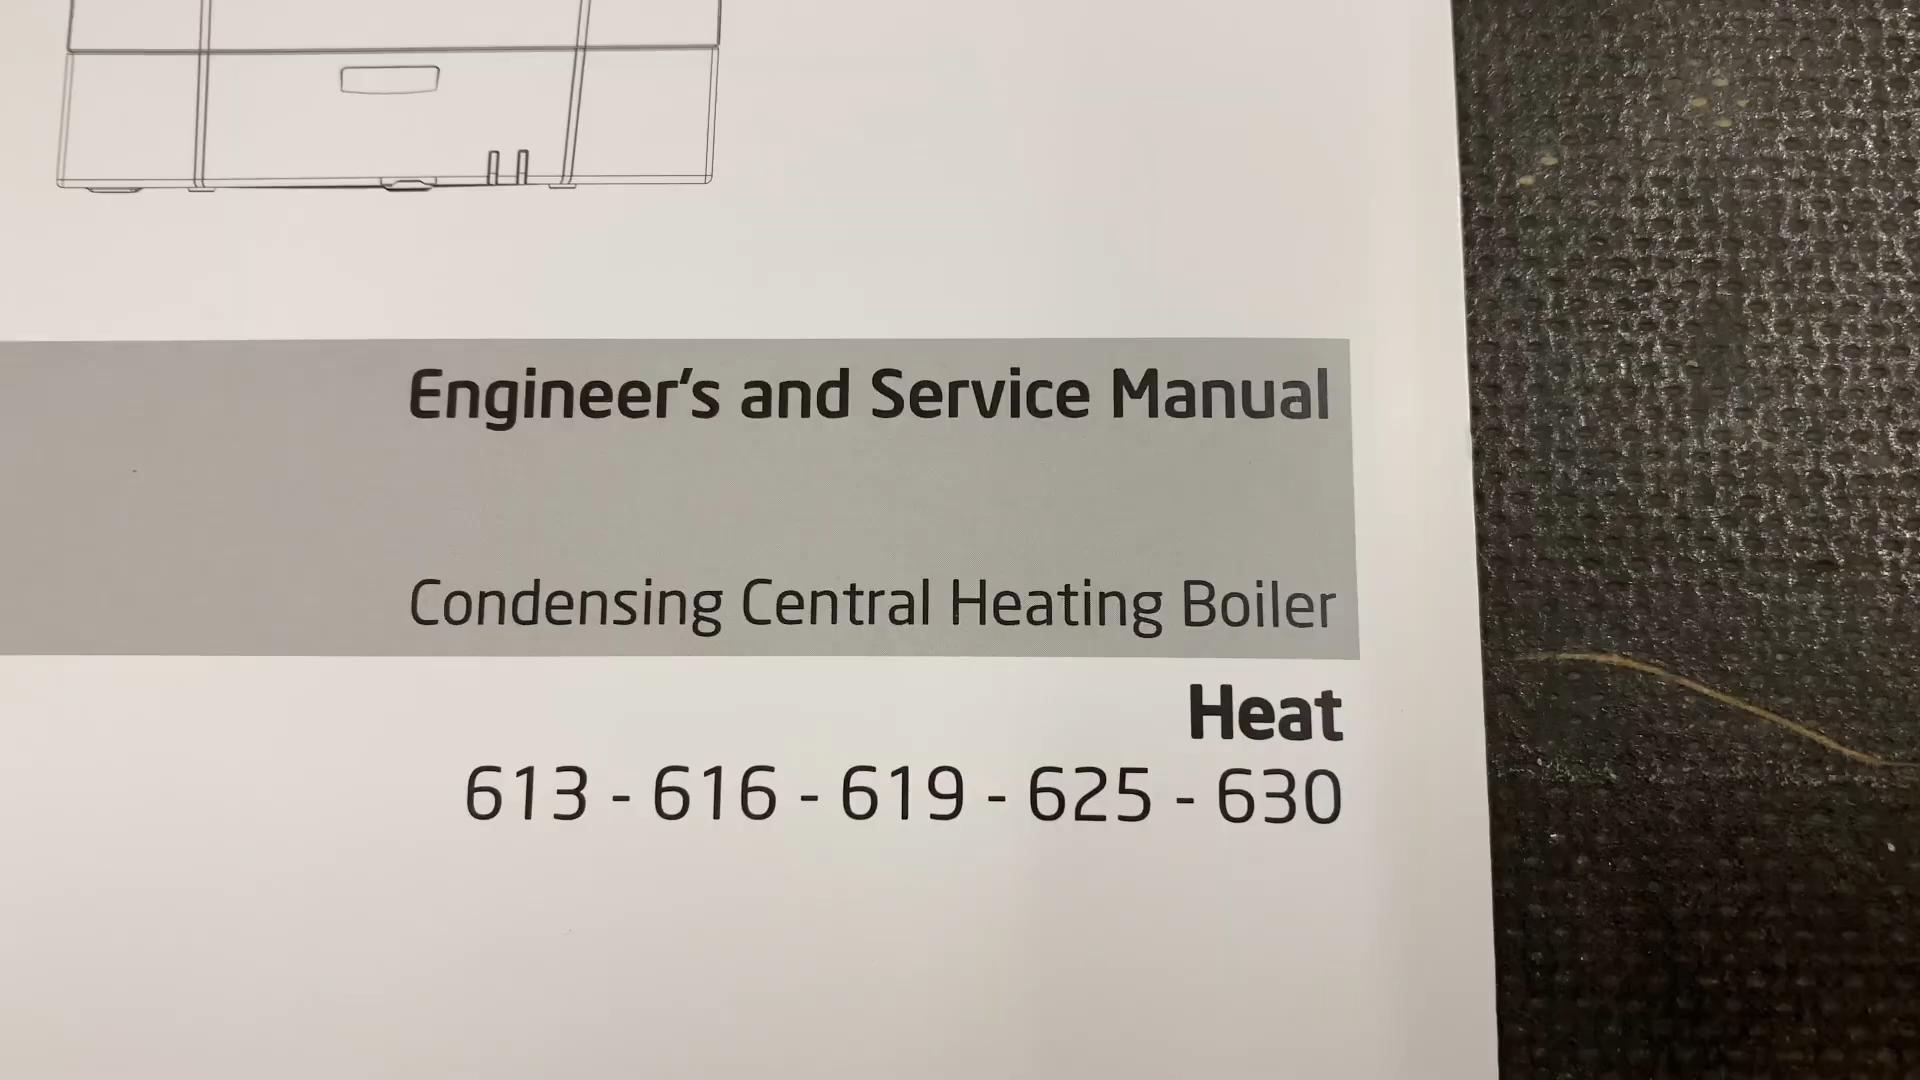 Engineer's and Service Manual
Condensing Central Heating Boiler
Heat
613 - 616 - 619 - 625 - 630